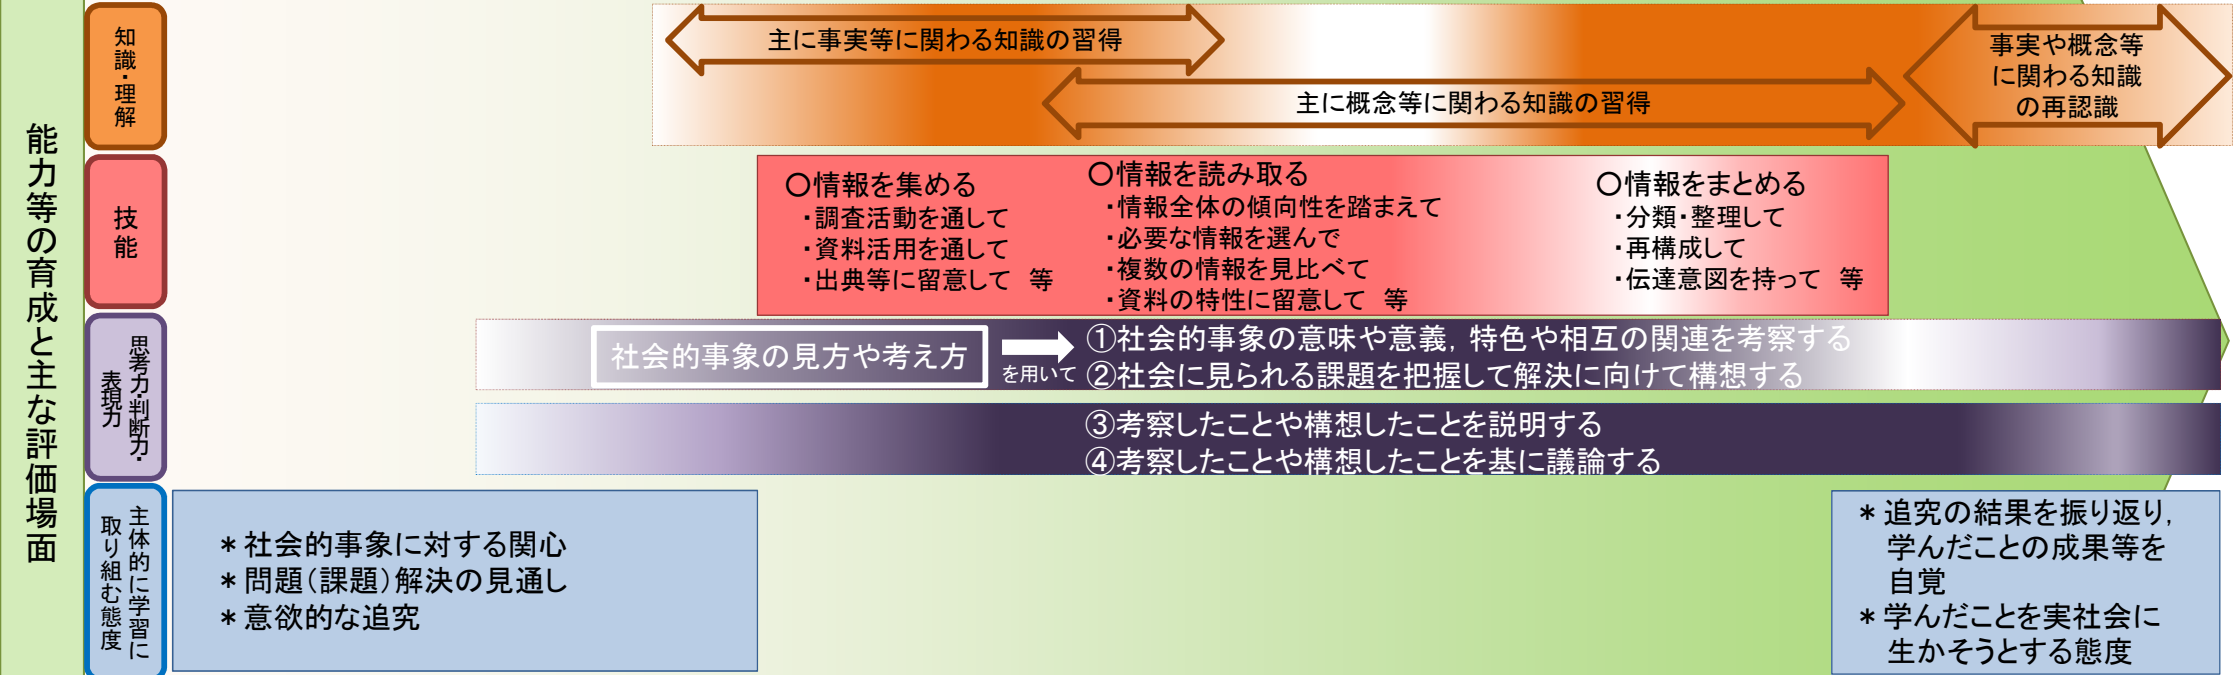 能力等の育成と主な評価場面
知識・理解
主に事実等に関わる知識の習得
主に概念等に関わる知識の習得
事実や概念等
に関わる知識
の再認識
技能
○情報を集める
・調査活動を通して
・資料活用を通して
・出典等に留意して 等
○情報を読み取る
・情報全体の傾向性を踏まえて
・必要な情報を選んで
・複数の情報を見比べて
・資料の特性に留意して 等
○情報をまとめる
・分類・整理して
・再構成して
・伝達意図を持って 等
思考力・判断力・
表現力
社会的事象の見方や考え方
を用いて
①社会的事象の意味や意義，特色や相互の関連を考察する
②社会に見られる課題を把握して解決に向けて構想する
③考察したことや構想したことを説明する
④考察したことや構想したことを基に議論する
主体的に学習に
取り組む態度
＊社会的事象に対する関心
＊問題（課題）解決の見通し
＊意欲的な追究
＊追究の結果を振り返り，
学んだことの成果等を
自覚
＊学んだことを実社会に
生かそうとする態度